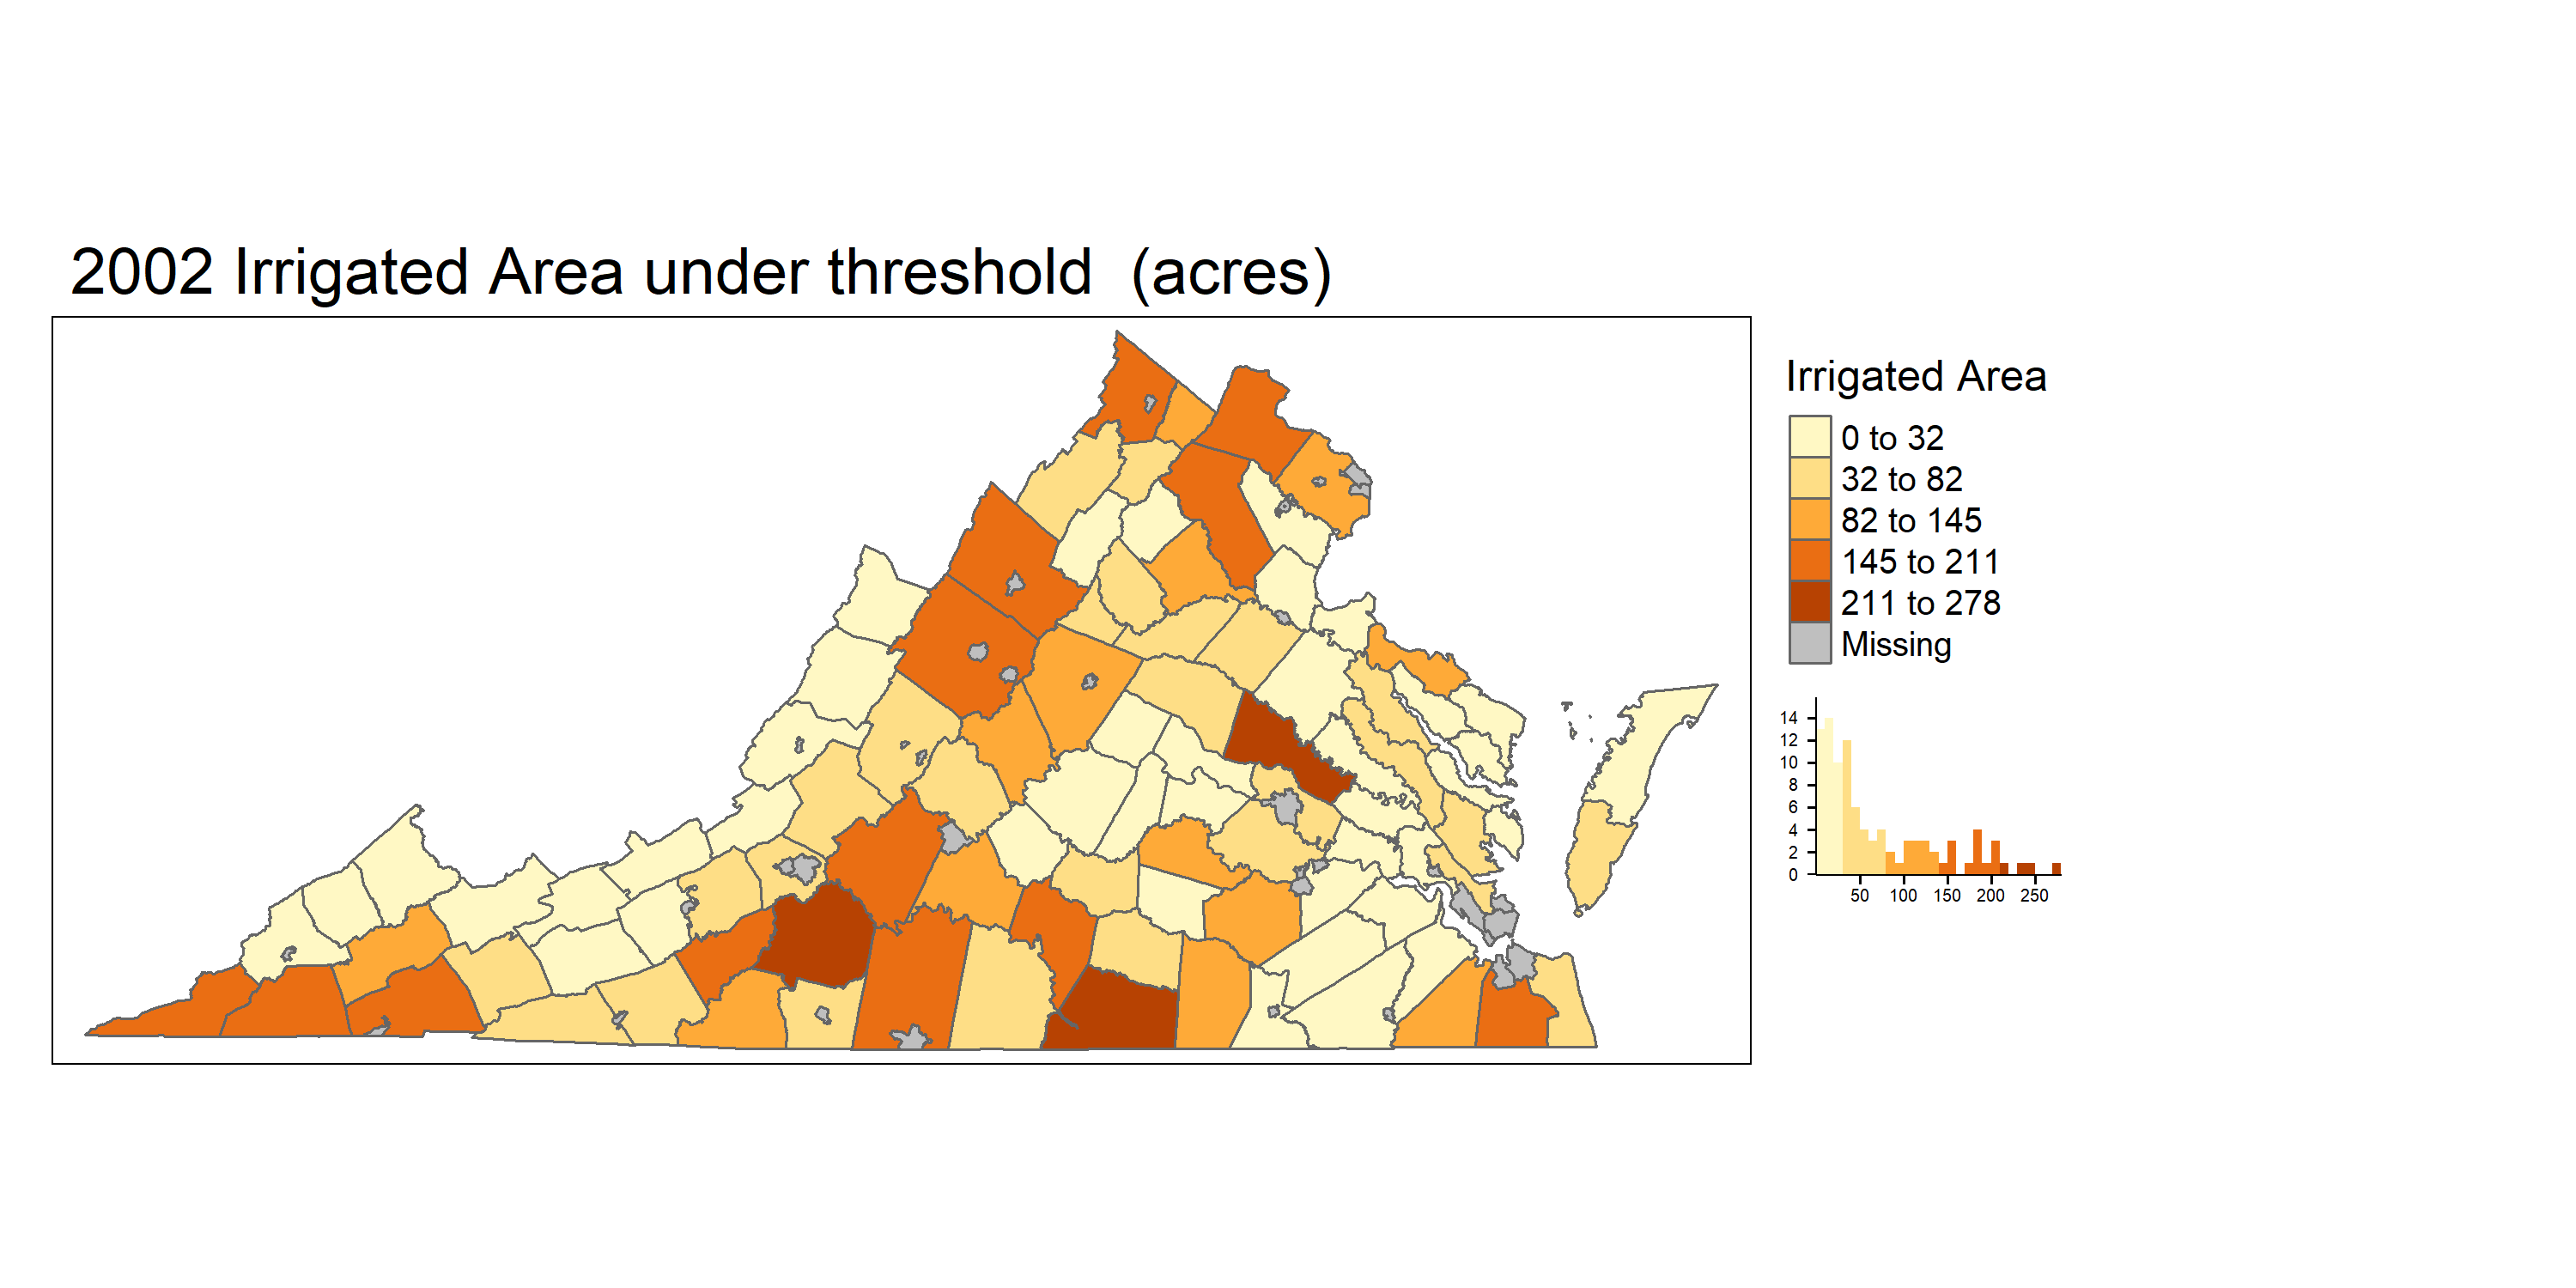 2002 Irrigated Area under threshold  (acres)
Irrigated Area
0 to 32
32 to 82
82 to 145
145 to 211
211 to 278
Missing
14
12
10
8
6
4
2
0
50 100 150 200 250